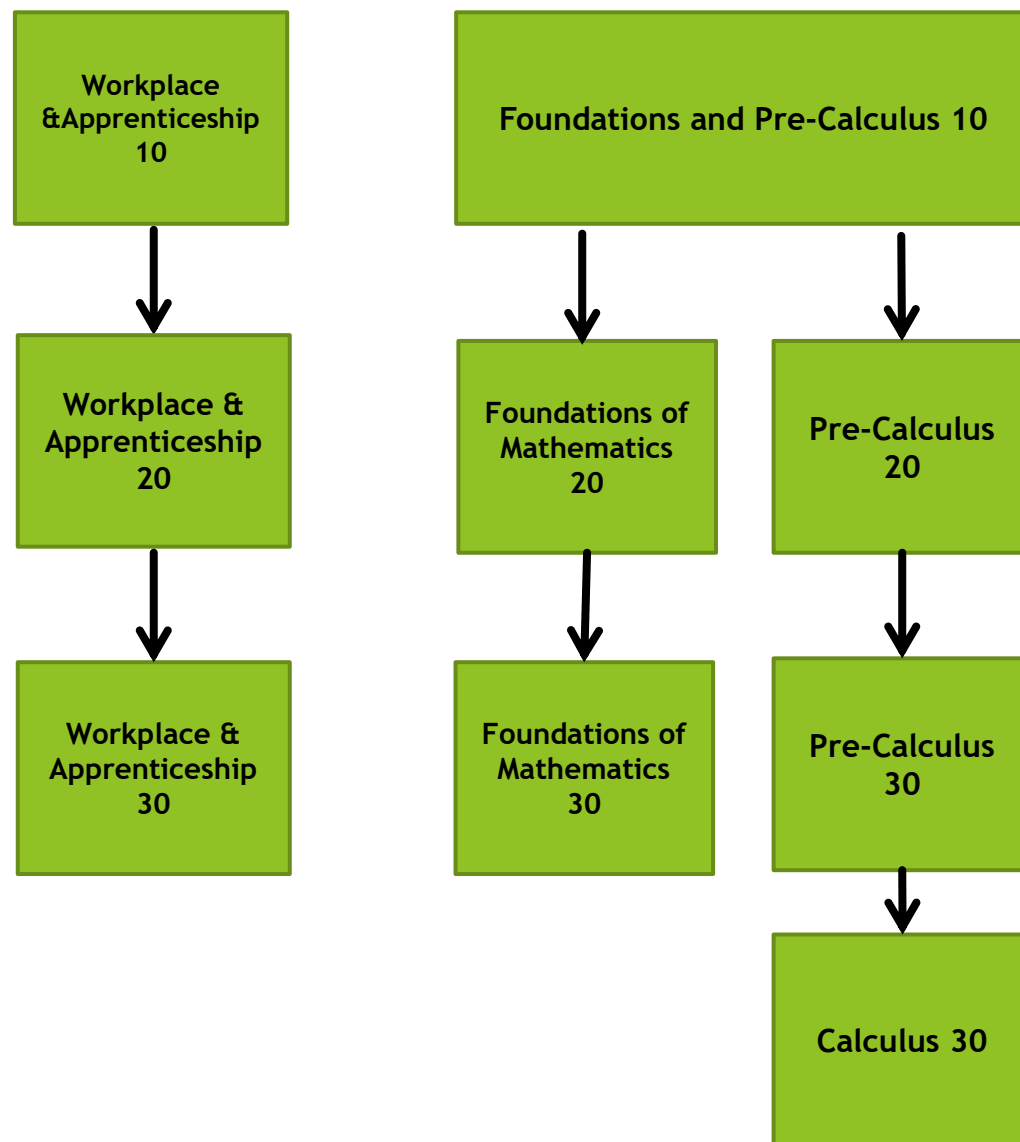 Workplace
&Apprenticeship
10
Foundations and Pre-Calculus 10
Workplace &
Apprenticeship
20
Foundations of
Mathematics
20
Pre-Calculus
20
Workplace &
Apprenticeship
30
Foundations of
Mathematics
30
Pre-Calculus
30
Calculus 30